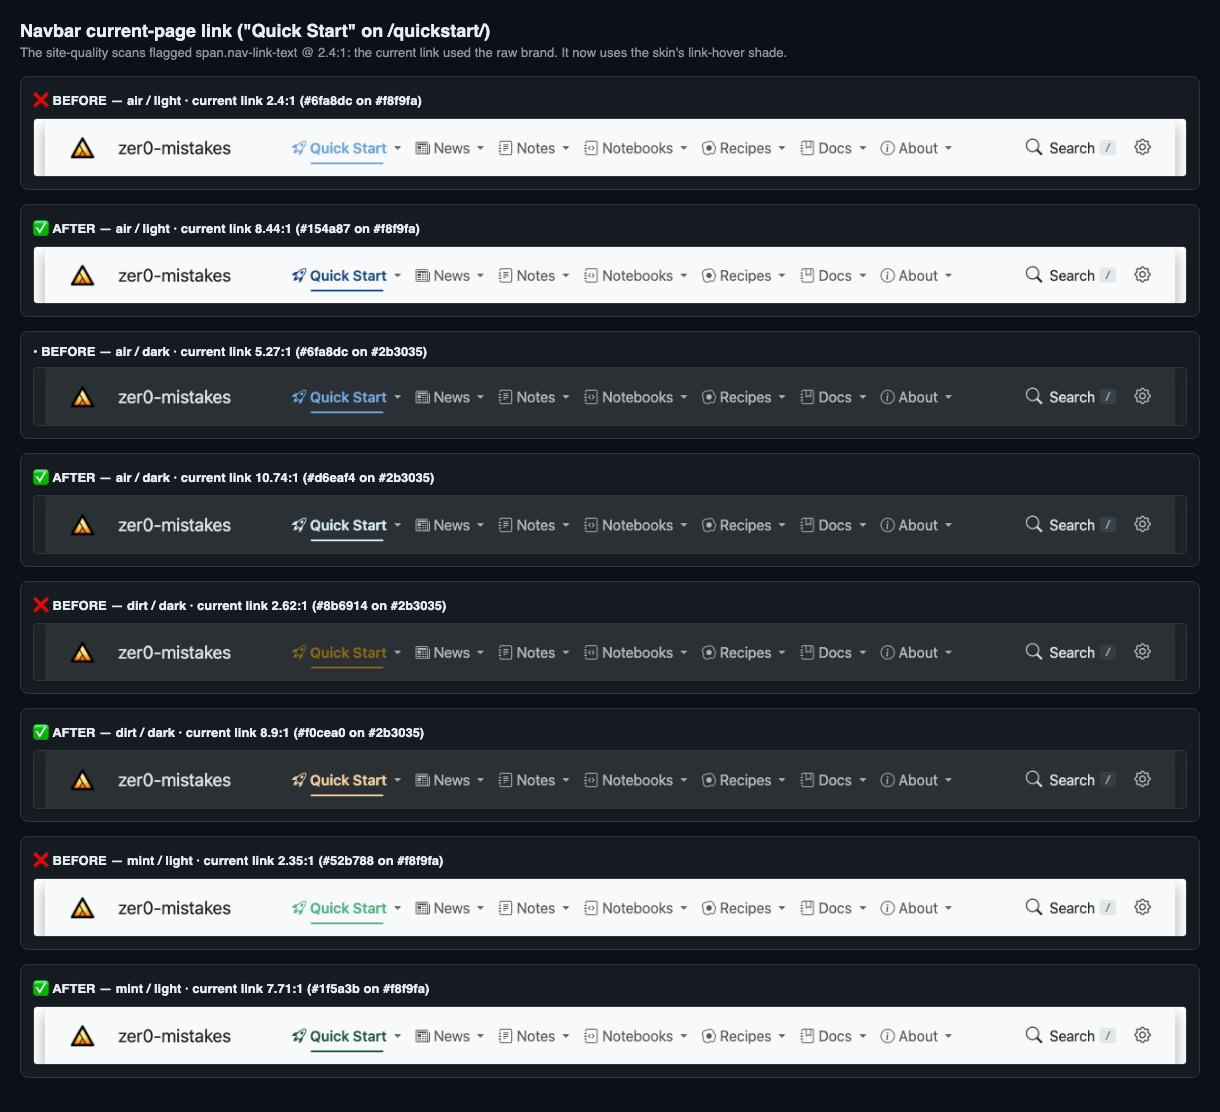 Navbar current-page link ("Quick Start" on /quickstart/)
The site-quality scans flagged span.nav-link-text @ 2.4:1: the current link used the raw brand. It now uses the skin's link-hover shade.
❌ BEFORE — air / light · current link 2.4:1 (#6fa8dc on #f8f9fa)
zer0-mistakes Quick Start News Notes Notebooks Recipes Docs About Search /
✅ AFTER — air / light · current link 8.44:1 (#154a87 on #f8f9fa)
zer0-mistakes Quick Start News Notes Notebooks Recipes Docs About Search /
· BEFORE — air / dark · current link 5.27:1 (#6fa8dc on #2b3035)
zer0-mistakes Quick Start News Notes Notebooks Recipes Docs About Search /
✅ AFTER — air / dark · current link 10.74:1 (#d6eaf4 on #2b3035)
zer0-mistakes Quick Start News Notes Notebooks Recipes Docs About Search /
❌ BEFORE — dirt / dark · current link 2.62:1 (#8b6914 on #2b3035)
zer0-mistakes Quick Start News Notes Notebooks Recipes Docs About Search /
✅ AFTER — dirt / dark · current link 8.9:1 (#f0cea0 on #2b3035)
zer0-mistakes Quick Start News Notes Notebooks Recipes Docs About Search /
❌ BEFORE — mint / light · current link 2.35:1 (#52b788 on #f8f9fa)
zer0-mistakes Quick Start News Notes Notebooks Recipes Docs About Search /
✅ AFTER — mint / light · current link 7.71:1 (#1f5a3b on #f8f9fa)
zer0-mistakes Quick Start News Notes Notebooks Recipes Docs About Search /